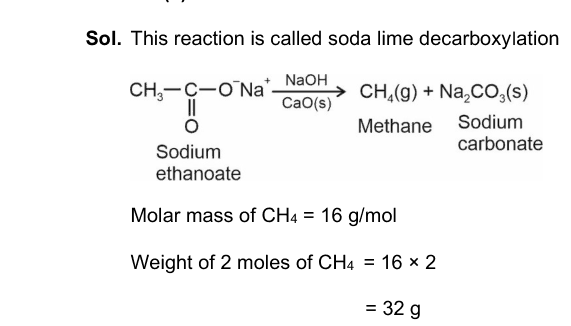 Sol. This reaction is called soda lime decarboxylation
CH₃—C—O⁻Na⁺ NaOH CaO(s) → CH₄(g) + Na₂CO₃(s)
||
O
Methane Sodium carbonate
Sodium
ethanoate
Molar mass of CH4 = 16 g/mol
Weight of 2 moles of CH4 = 16 × 2
= 32 g